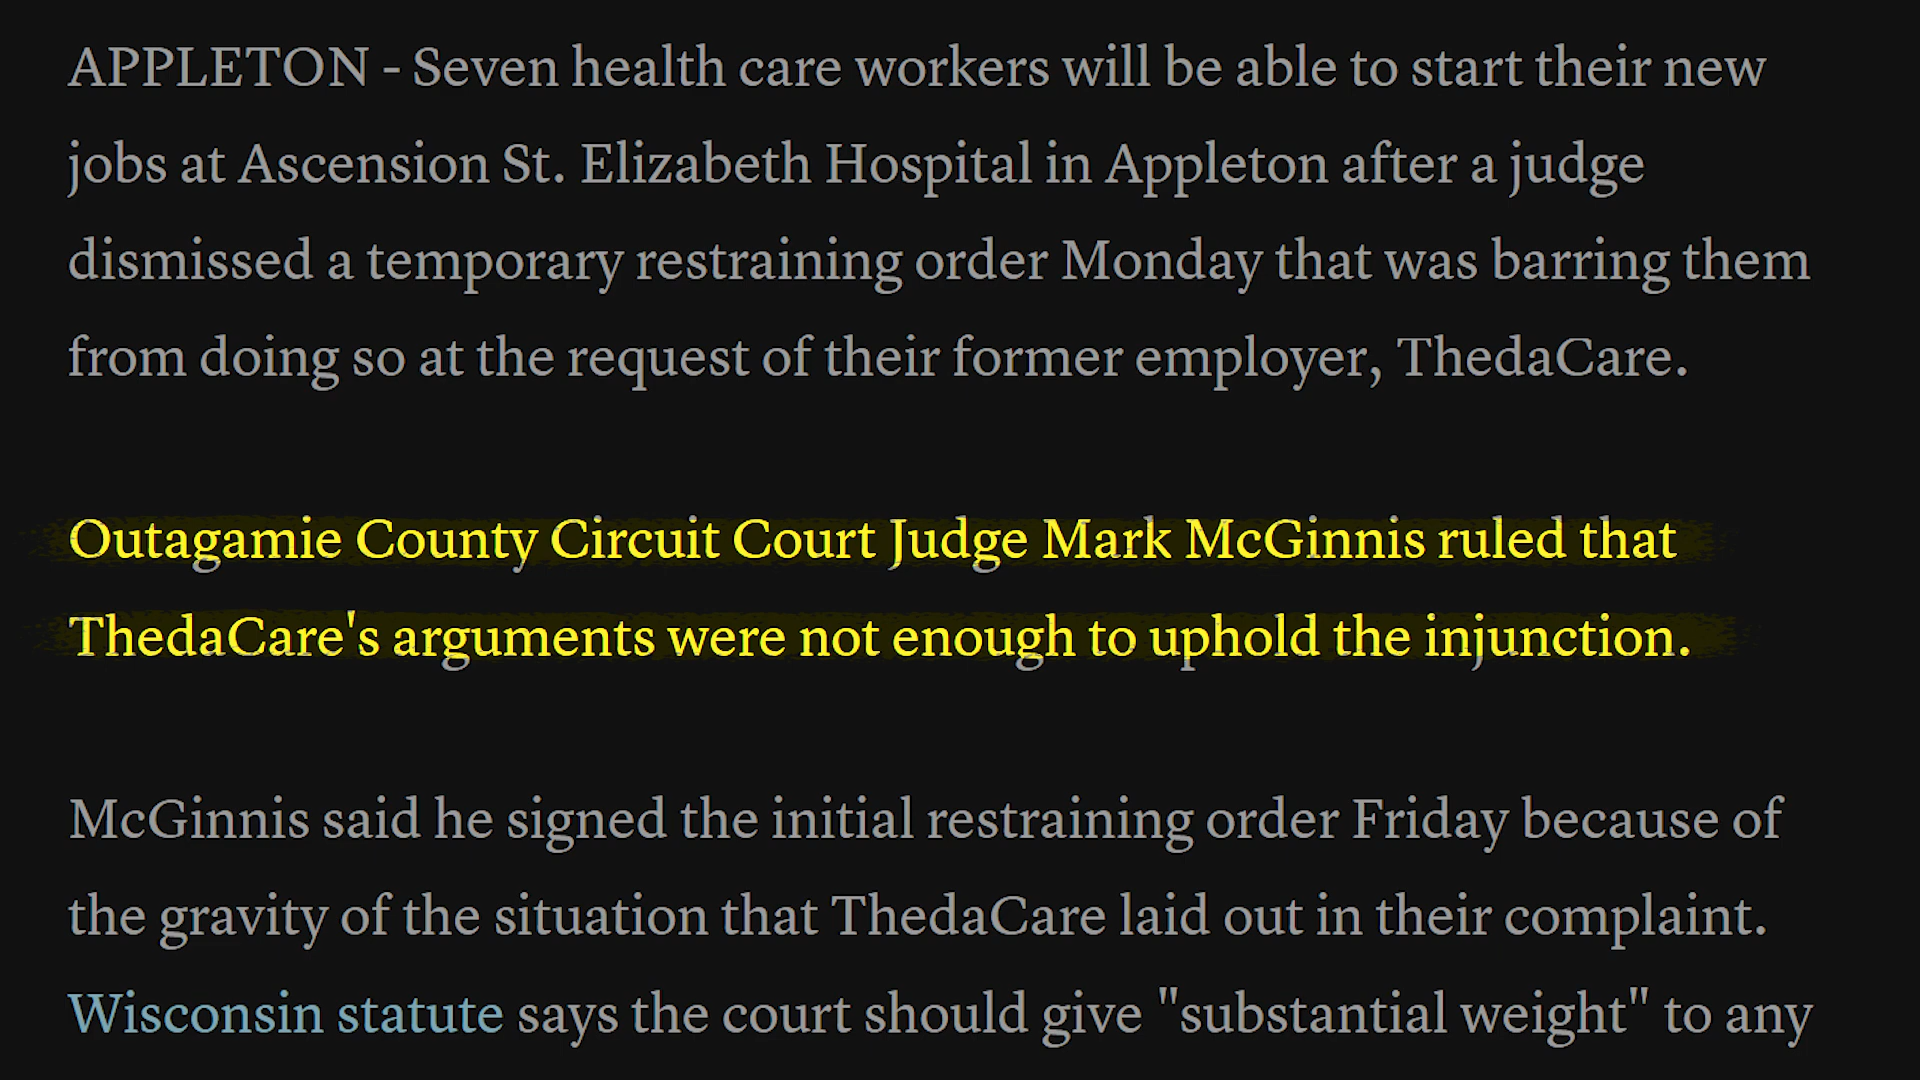 APPLETON - Seven health care workers will be able to start their new
jobs at Ascension St. Elizabeth Hospital in Appleton after a judge
dismissed a temporary restraining order Monday that was barring them
from doing so at the request of their former employer, ThedaCare.
Outagamie County Circuit Court Judge Mark McGinnis ruled that
ThedaCare's arguments were not enough to uphold the injunction.
McGinnis said he signed the initial restraining order Friday because of
the gravity of the situation that ThedaCare laid out in their complaint.
Wisconsin statute says the court should give "substantial weight" to any